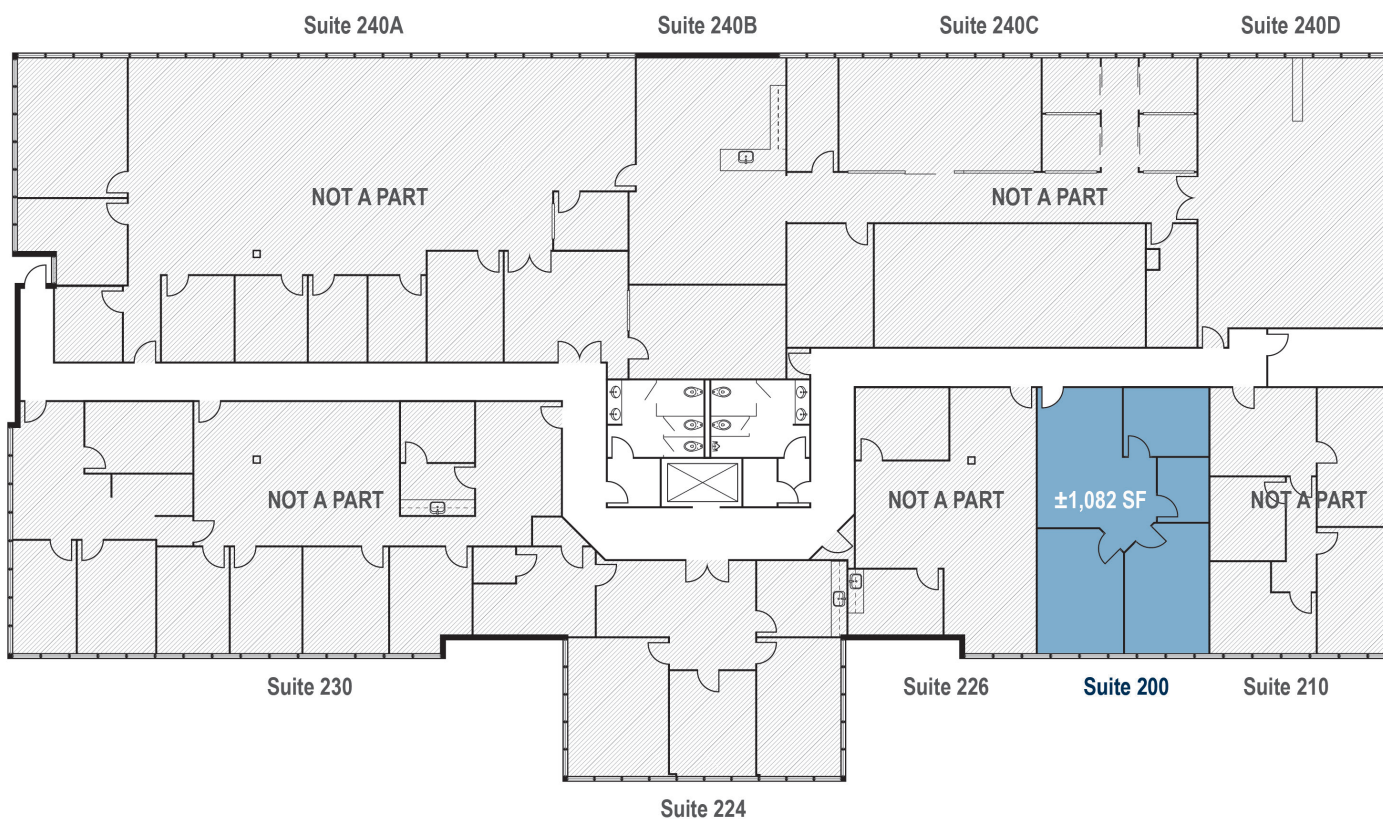 Suite 240A
Suite 240B
Suite 240C
Suite 240D
NOT A PART
NOT A PART
NOT A PART
NOT A PART
±1,082 SF
NOT A PART
Suite 230
Suite 226
Suite 200
Suite 210
Suite 224